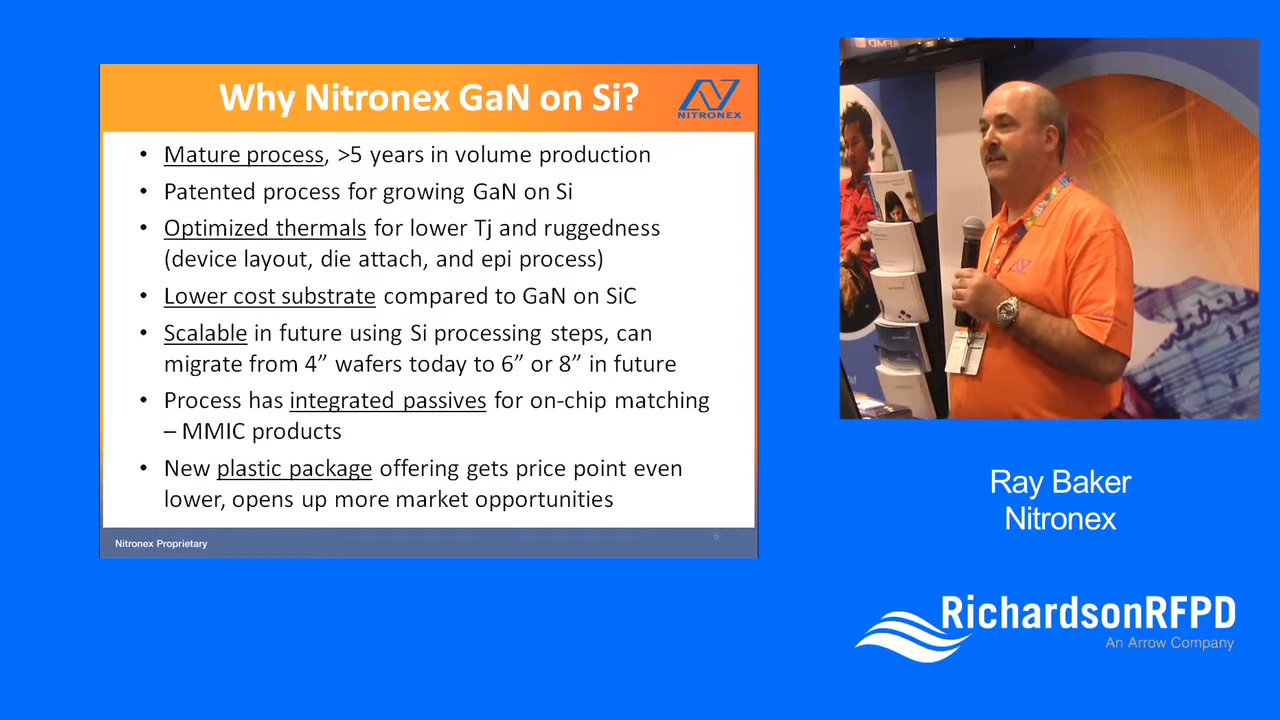 Why Nitronex GaN on Si?
NITRONEX
• Mature process, >5 years in volume production
• Patented process for growing GaN on Si
• Optimized thermals for lower Tj and ruggedness
(device layout, die attach, and epi process)
• Lower cost substrate compared to GaN on SiC
• Scalable in future using Si processing steps, can
migrate from 4” wafers today to 6” or 8” in future
• Process has integrated passives for on-chip matching
– MMIC products
• New plastic package offering gets price point even
lower, opens up more market opportunities
Nitronex Proprietary
RFMD
Ray Baker
Nitronex
RichardsonRFPD
An Arrow Company